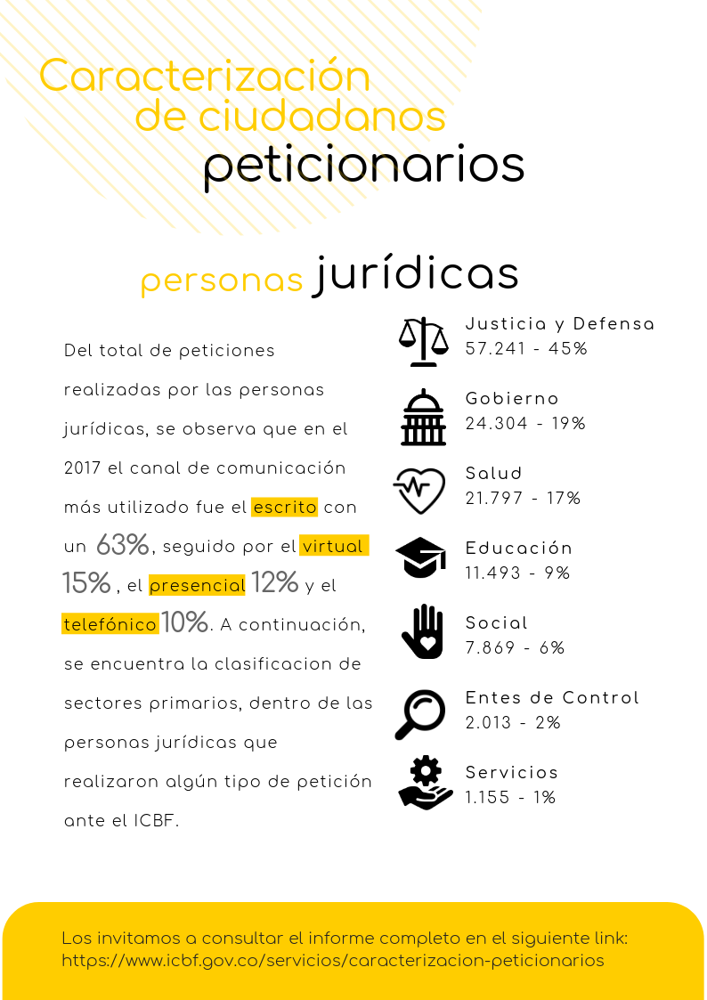 Caracterización
de ciudadanos
peticionarios
personas jurídicas
Del total de peticiones
realizadas por las personas
jurídicas, se observa que en el
2017 el canal de comunicación
más utilizado fue el escrito con
un 63%, seguido por el virtual
15% , el presencial 12% y el
telefónico 10%. A continuación,
se encuentra la clasificacion de
sectores primarios, dentro de las
personas jurídicas que
realizaron algún tipo de petición
ante el ICBF.
Justicia y Defensa
57.241 - 45%
Gobierno
24.304 - 19%
Salud
21.797 - 17%
Educación
11.493 - 9%
Social
7.869 - 6%
Entes de Control
2.013 - 2%
Servicios
1.155 - 1%
Los invitamos a consultar el informe completo en el siguiente link:
https://www.icbf.gov.co/servicios/caracterizacion-peticionarios